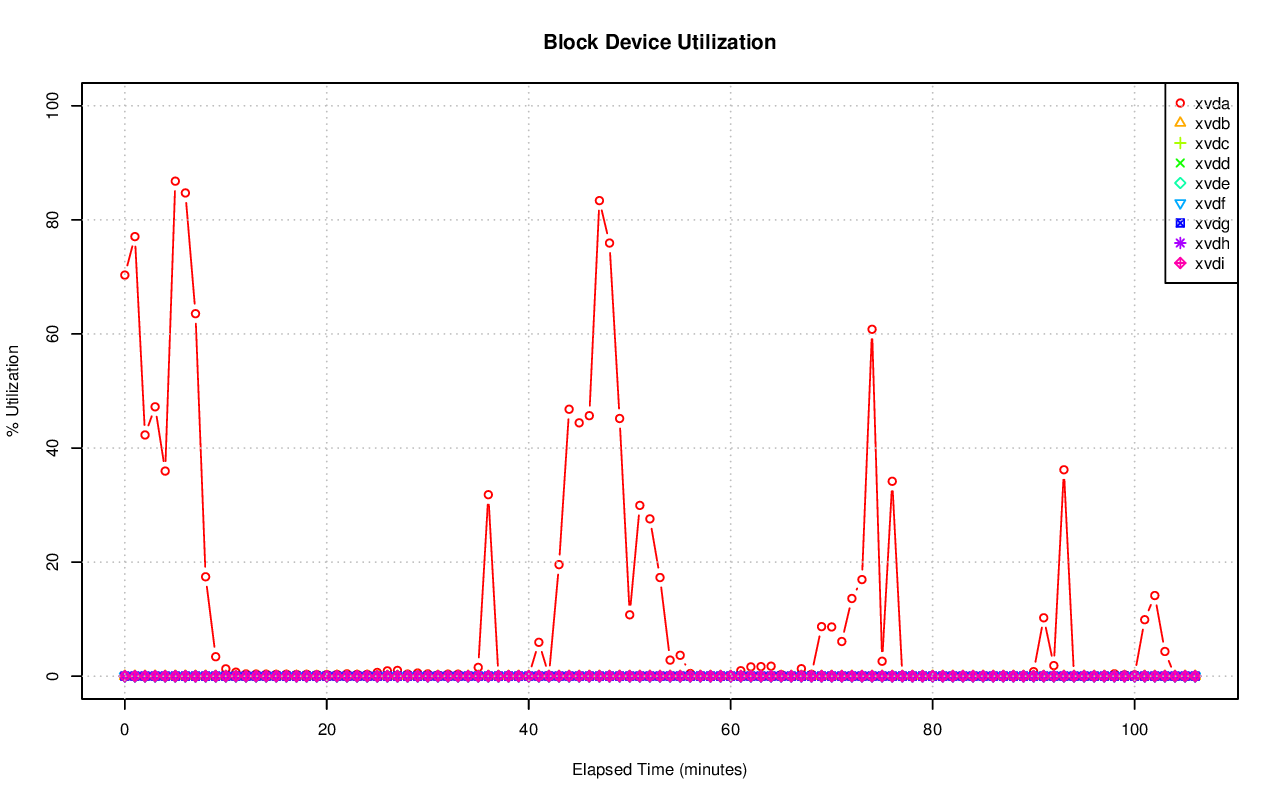 Block Device Utilization
% Utilization
100
80
60
40
20
0
xvda
xvdb
xvdc
xvdd
xvde
xvdf
xvdg
xvdh
xvdi
0 20 40 60 80 100
Elapsed Time (minutes)